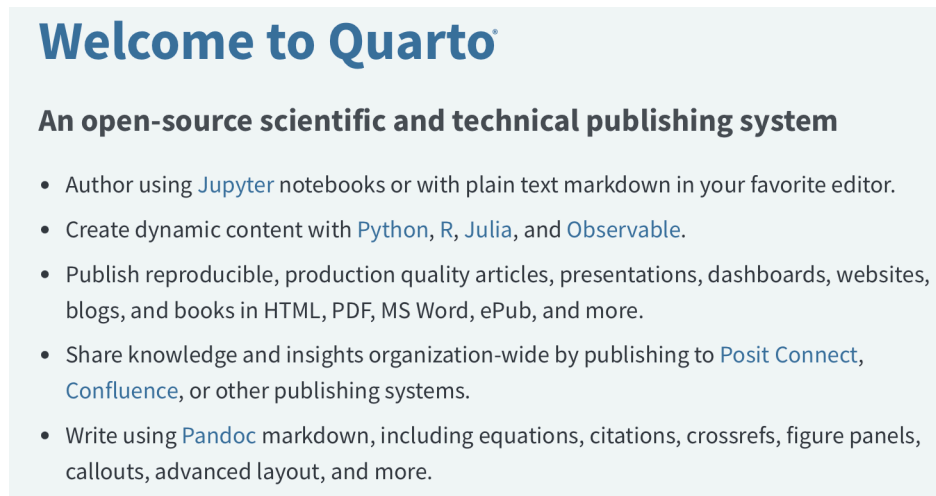 Welcome to Quarto®
An open-source scientific and technical publishing system
• Author using Jupyter notebooks or with plain text markdown in your favorite editor.
• Create dynamic content with Python, R, Julia, and Observable.
• Publish reproducible, production quality articles, presentations, dashboards, websites,
blogs, and books in HTML, PDF, MS Word, ePub, and more.
• Share knowledge and insights organization-wide by publishing to Posit Connect,
Confluence, or other publishing systems.
• Write using Pandoc markdown, including equations, citations, crossrefs, figure panels,
callouts, advanced layout, and more.